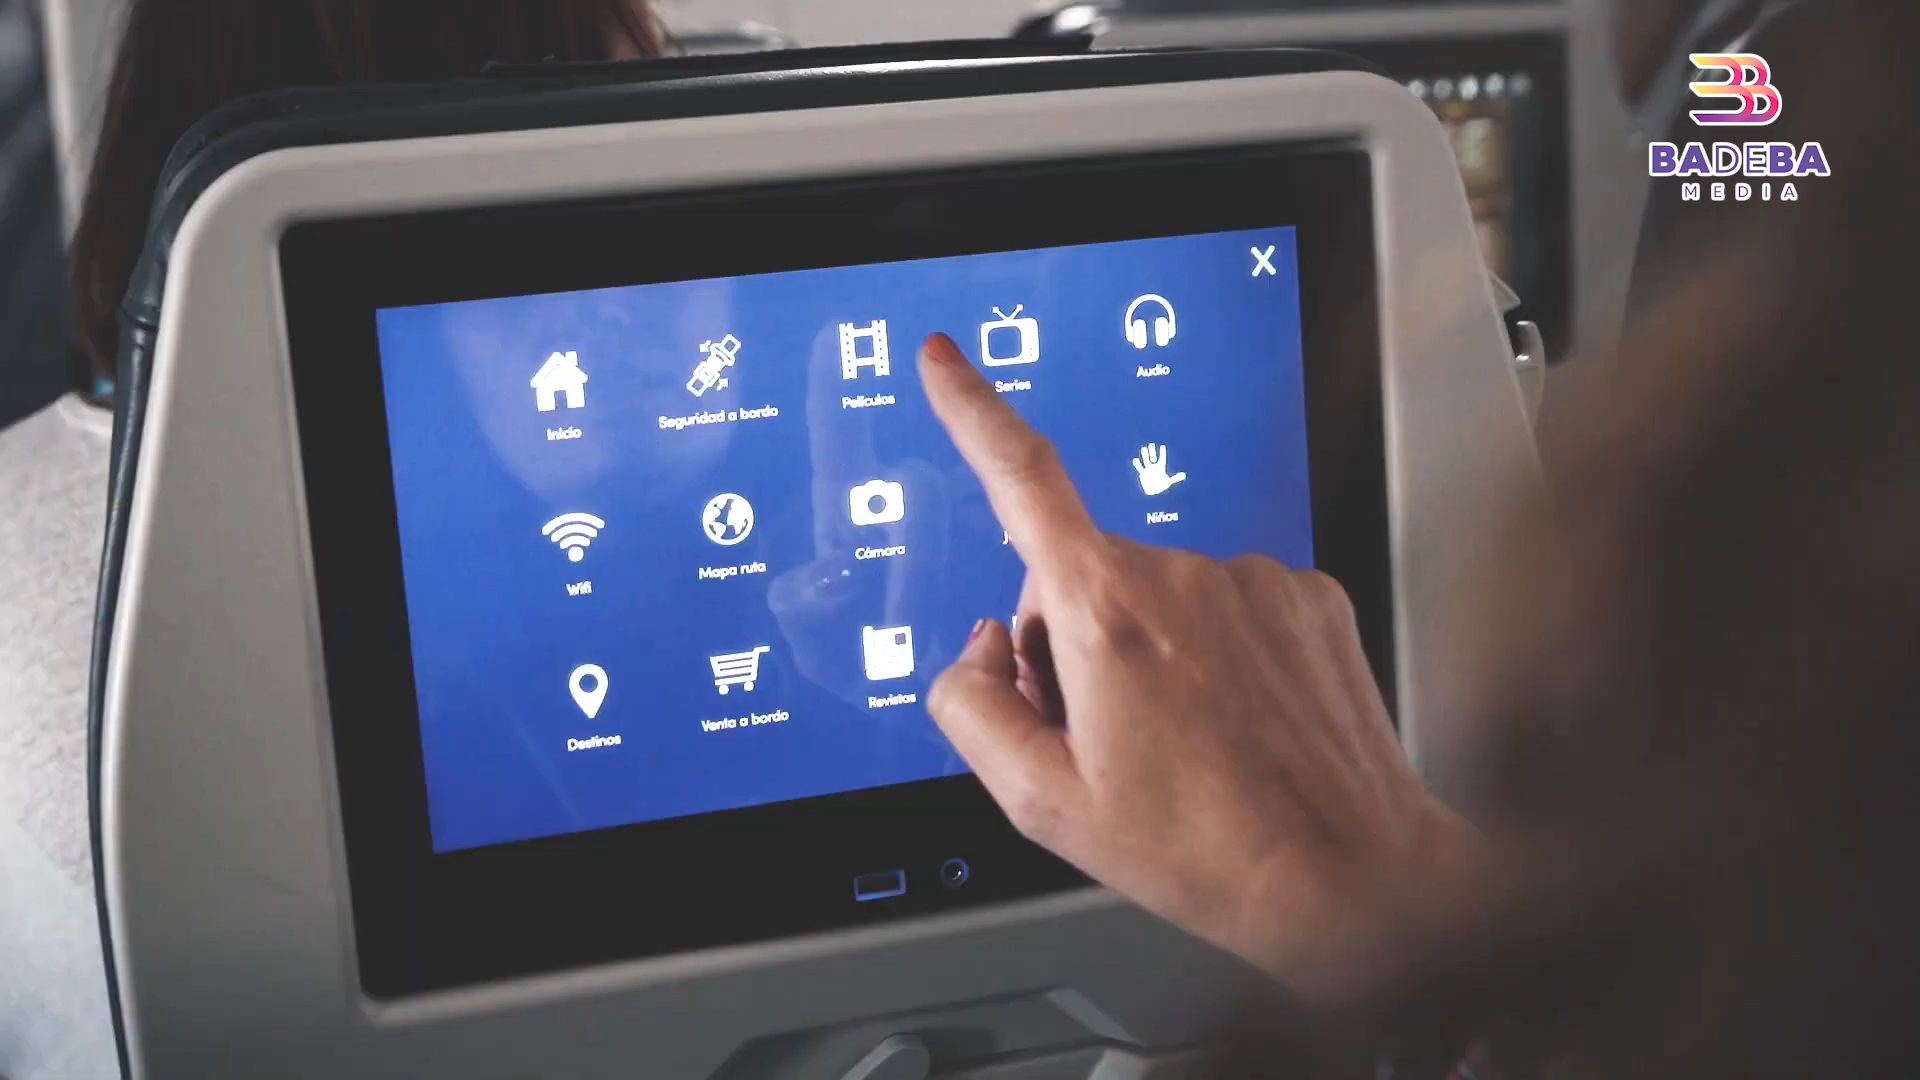 BADEBA
MEDIA
X
Inicio
Seguridad a bordo
Películas
Series
Audio
Wifi
Mapa ruta
Cámara
Niños
Destinos
Venta a bordo
Revistas